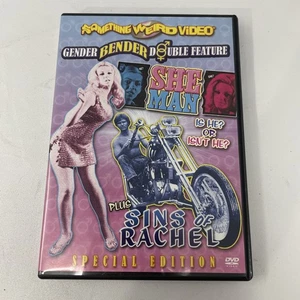 SOMETHING WEIRD VIDEO
GENDER BENDER DOUBLE FEATURE
SHE
MAN
IS HE?
OR
ISN'T HE?
PLUS
SINS OF
RACHEL
SPECIAL EDITION
DVD